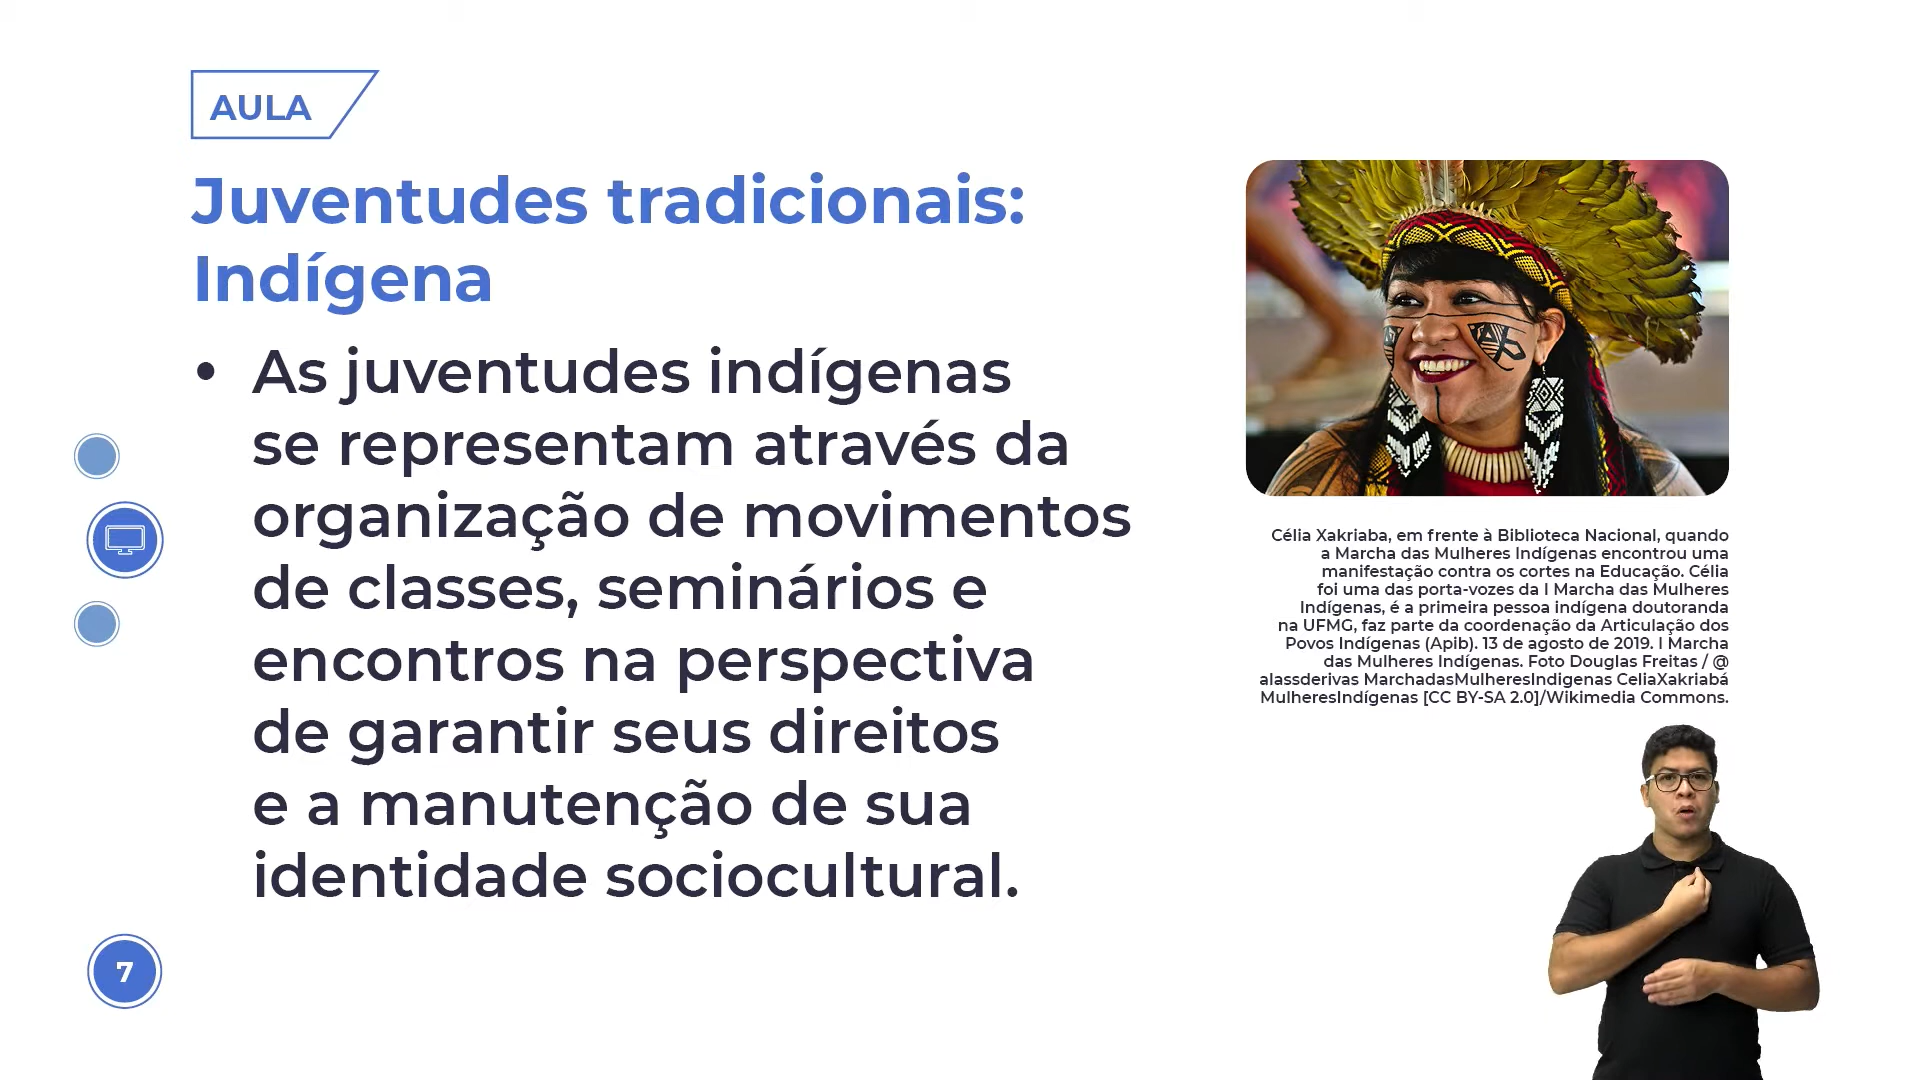 AULA
Juventudes tradicionais:
Indígena
• As juventudes indígenas
se representam através da
organização de movimentos
de classes, seminários e
encontros na perspectiva
de garantir seus direitos
e a manutenção de sua
identidade sociocultural.
Célia Xakriaba, em frente à Biblioteca Nacional, quando
a Marcha das Mulheres Indígenas encontrou uma
manifestação contra os cortes na Educação. Célia
foi uma das porta-vozes da I Marcha das Mulheres
Indígenas, é a primeira pessoa indígena doutoranda
na UFMG, faz parte da coordenação da Articulação dos
Povos Indígenas (Apib). 13 de agosto de 2019. I Marcha
das Mulheres Indígenas. Foto Douglas Freitas / @
alassderivas MarchadasMulheresIndigenas CeliaXakriabá
MulheresIndígenas [CC BY-SA 2.0]/Wikimedia Commons.
7